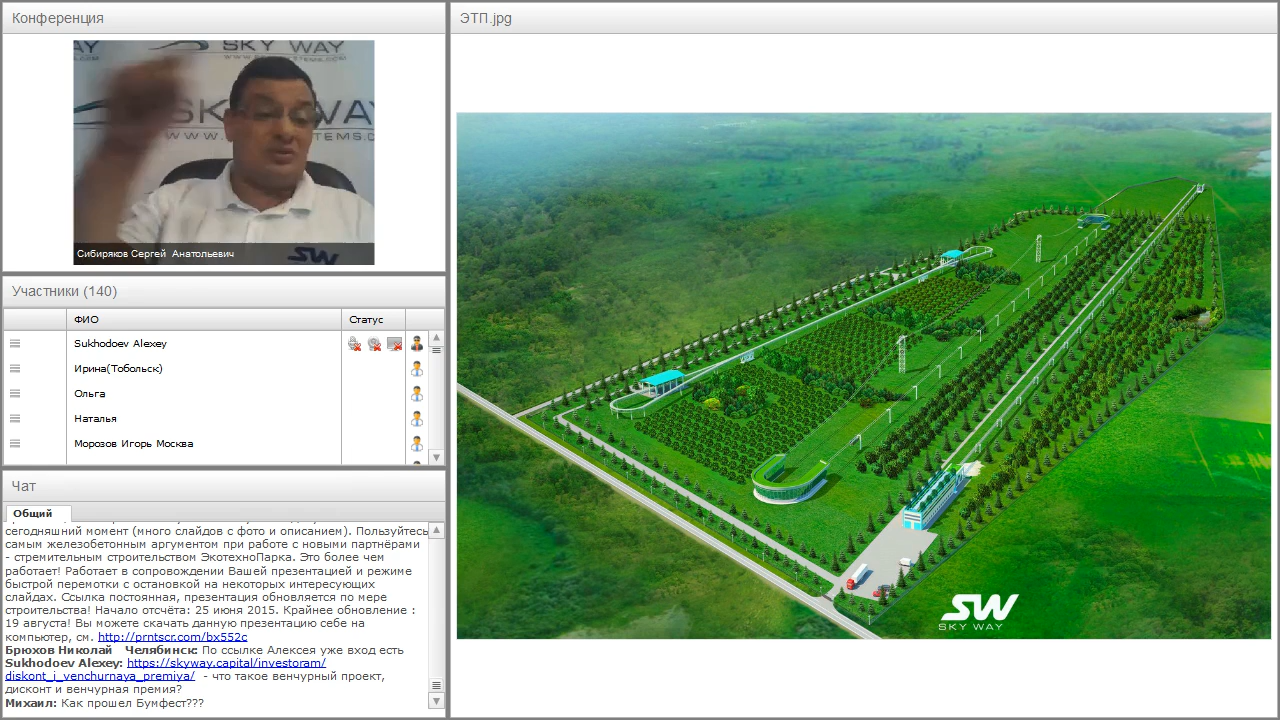 Конференция
SKY WAY
Сибиряков Сергей Анатольевич
SW
Участники (140)
ФИО
Статус
Sukhodoev Alexey
Ирина(Тобольск)
Ольга
Наталья
Морозов Игорь Москва
Чат
Общий
сегодняшний момент (много слайдов с фото и описанием). Пользуйтесь
самым железобетонным аргументом при работе с новыми партнёрами
- стремительным строительством ЭкотехноПарка. Это более чем
работает! Работает в сопровождении Вашей презентацией и режиме
быстрой перемотки с остановкой на некоторых интересующих
слайдах. Ссылка постоянная, презентация обновляется по мере
строительства! Начало отсчёта: 25 июня 2015. Крайнее обновление :
19 августа! Вы можете скачать данную презентацию себе на
компьютер, см. http://prntscr.com/bx552c
Брюхов Николай Челябинск: По ссылке Алексея уже вход есть
Sukhodoev Alexey: https://skyway.capital/investoram/
diskont_i_venchurnaya_premiya/ - что такое венчурный проект,
дисконт и венчурная премия?
Михаил: Как прошел Бумфест???
ЭТП.jpg
SW
SKY WAY